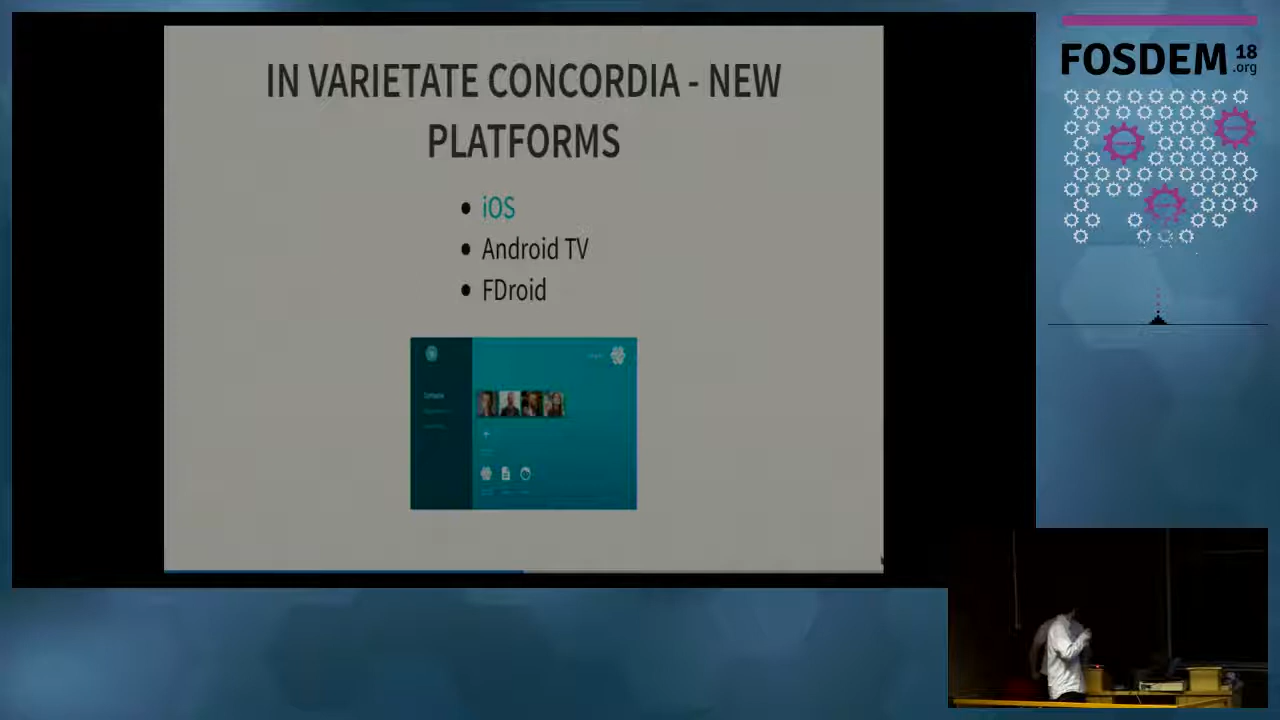 IN VARIETATE CONCORDIA - NEW
PLATFORMS
iOS
Android TV
FDroid
FOSDEM 18
.org